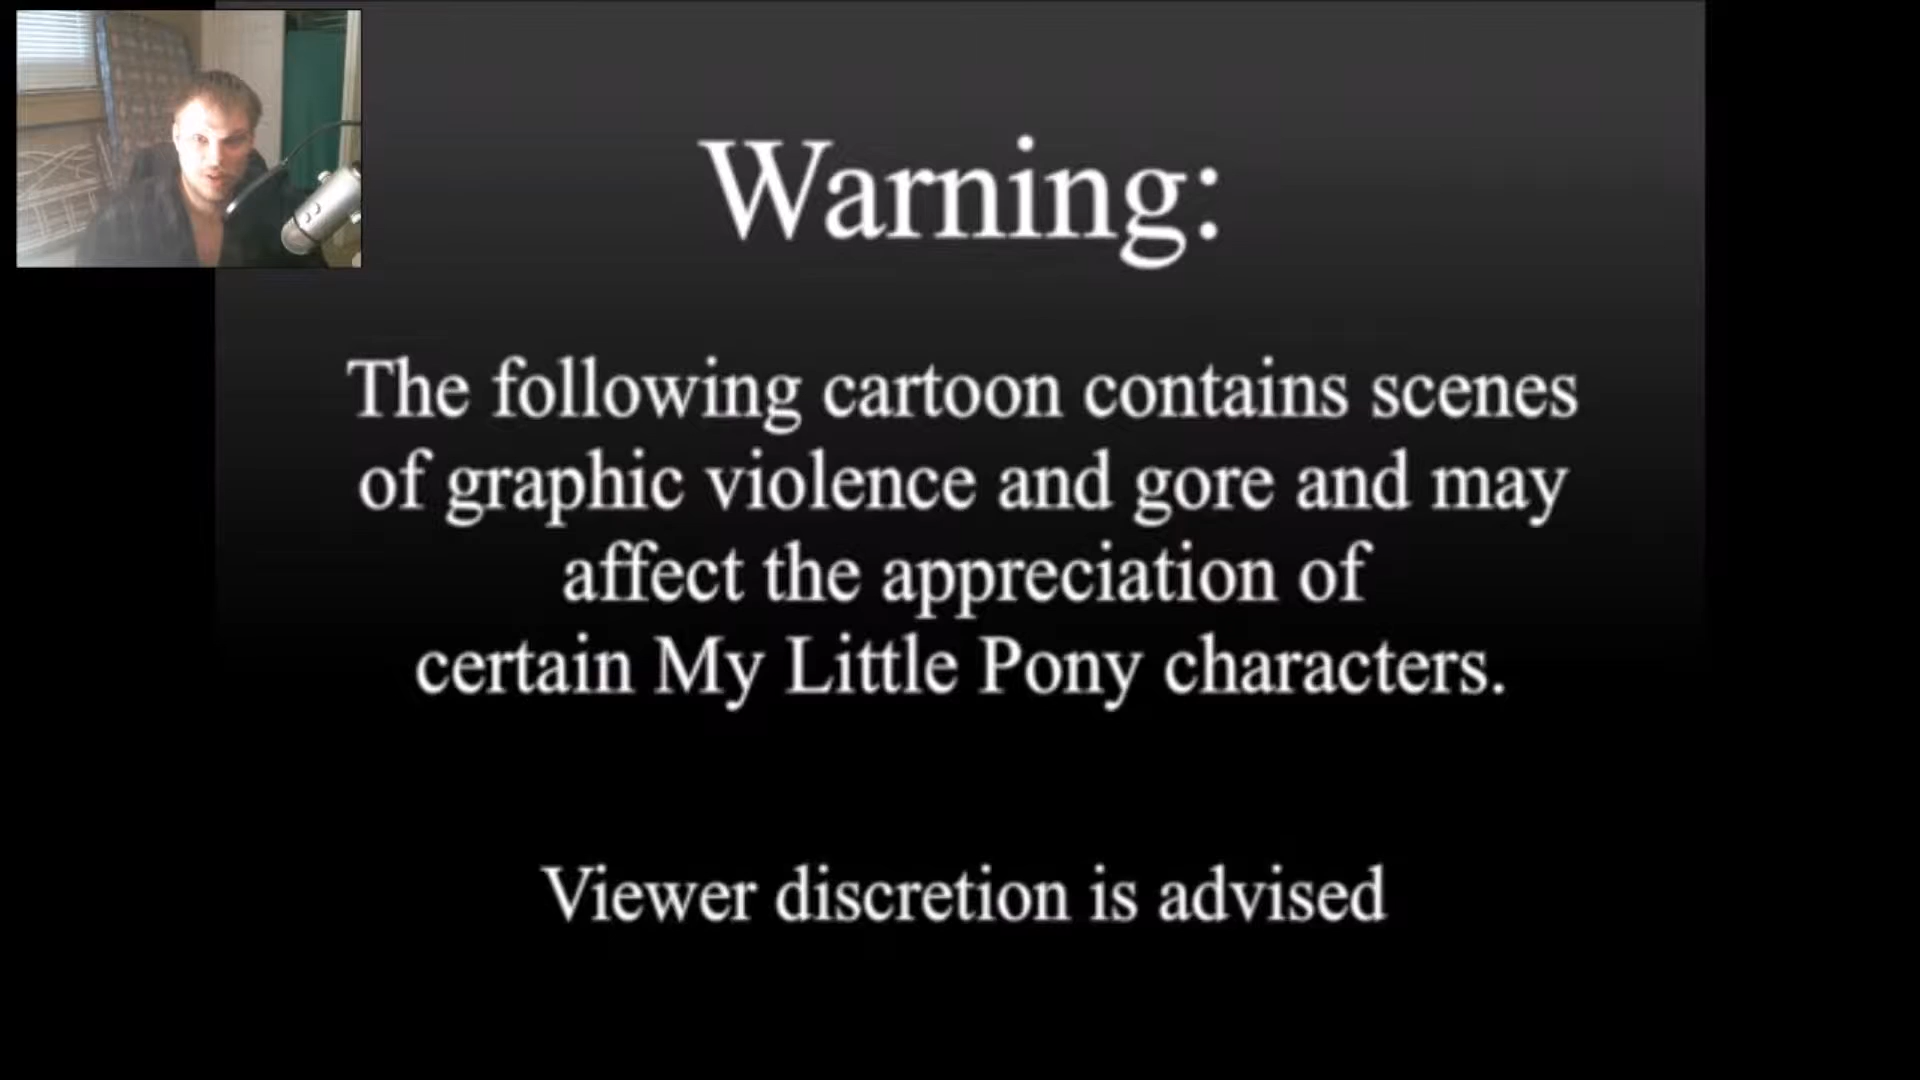 Warning:
The following cartoon contains scenes
of graphic violence and gore and may
affect the appreciation of
certain My Little Pony characters.
Viewer discretion is advised